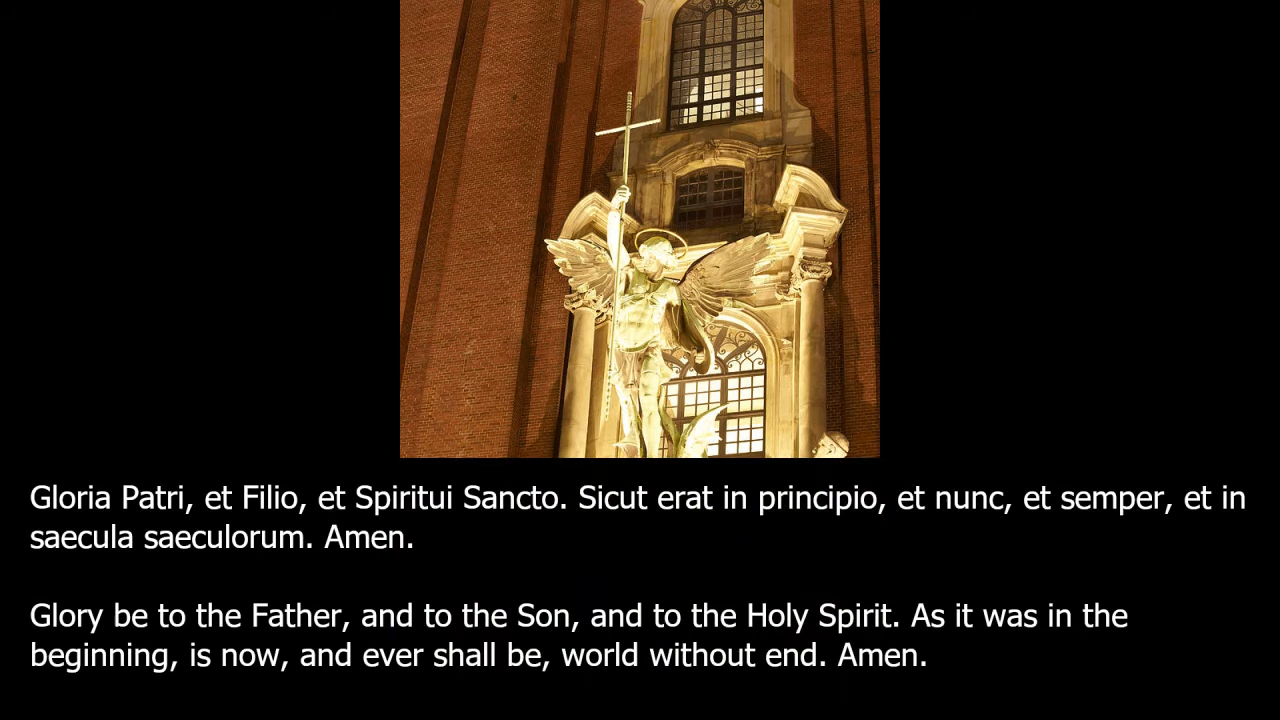 Gloria Patri, et Filio, et Spiritui Sancto. Sicut erat in principio, et nunc, et semper, et in
saecula saeculorum. Amen.
Glory be to the Father, and to the Son, and to the Holy Spirit. As it was in the
beginning, is now, and ever shall be, world without end. Amen.